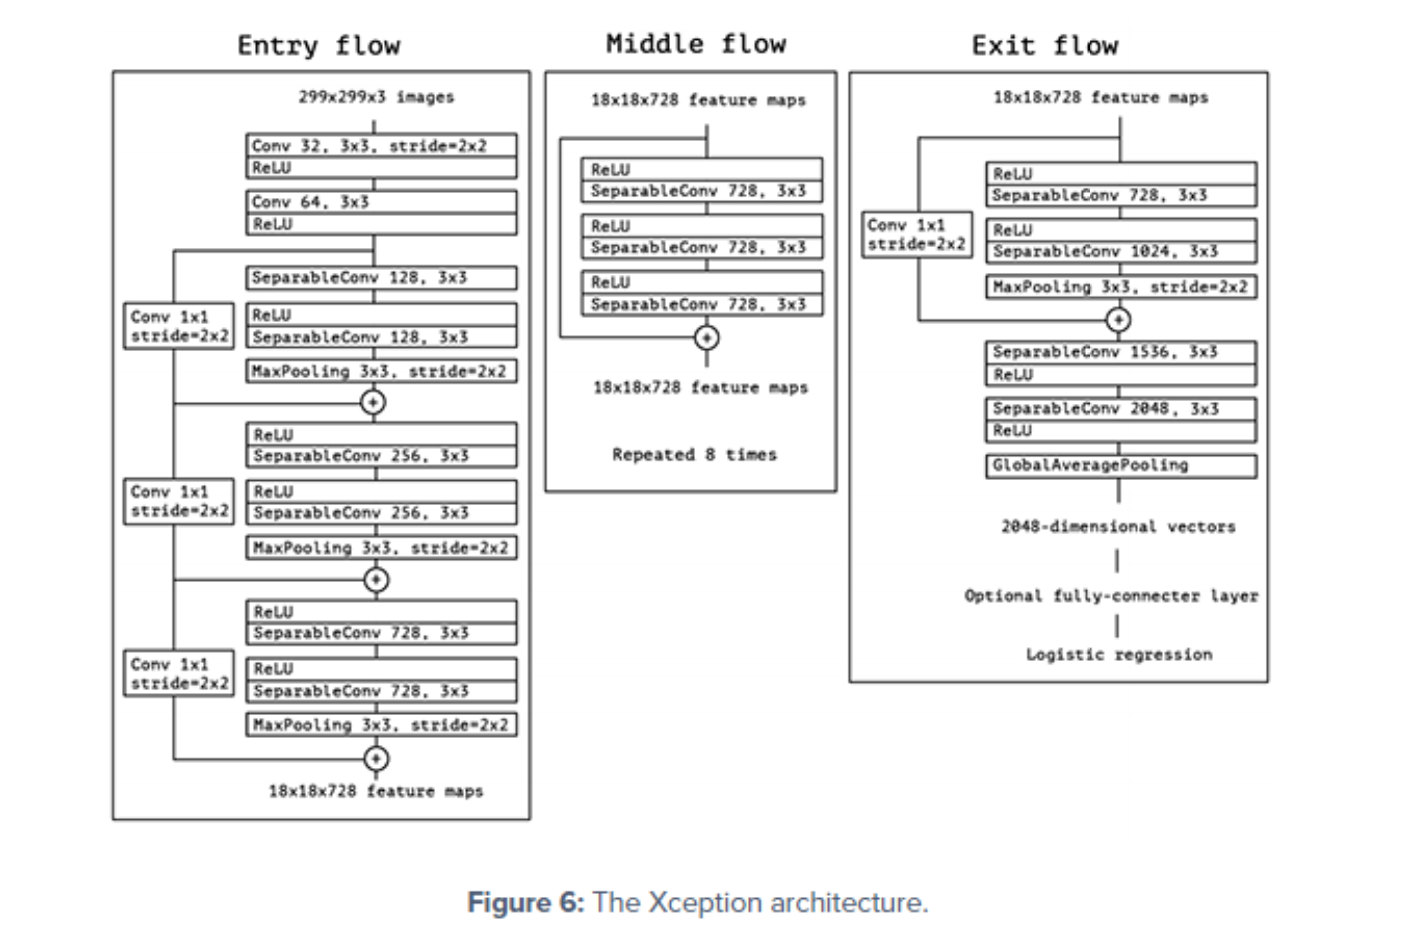 Entry flow
299x299x3 images
Conv 32, 3x3, stride=2x2
ReLU
Conv 64, 3x3
ReLU
SeparableConv 128, 3x3
Conv 1x1
stride=2x2
ReLU
SeparableConv 128, 3x3
MaxPooling 3x3, stride=2x2
+
ReLU
SeparableConv 256, 3x3
Conv 1x1
stride=2x2
ReLU
SeparableConv 256, 3x3
MaxPooling 3x3, stride=2x2
+
ReLU
SeparableConv 728, 3x3
Conv 1x1
stride=2x2
ReLU
SeparableConv 728, 3x3
MaxPooling 3x3, stride=2x2
+
18x18x728 feature maps
Middle flow
18x18x728 feature maps
ReLU
SeparableConv 728, 3x3
ReLU
SeparableConv 728, 3x3
ReLU
SeparableConv 728, 3x3
+
18x18x728 feature maps
Repeated 8 times
Exit flow
18x18x728 feature maps
ReLU
SeparableConv 728, 3x3
Conv 1x1
stride=2x2
ReLU
SeparableConv 1024, 3x3
MaxPooling 3x3, stride=2x2
+
SeparableConv 1536, 3x3
ReLU
SeparableConv 2048, 3x3
ReLU
GlobalAveragePooling
2048-dimensional vectors
Optional fully-connecter layer
Logistic regression
Figure 6: The Xception architecture.